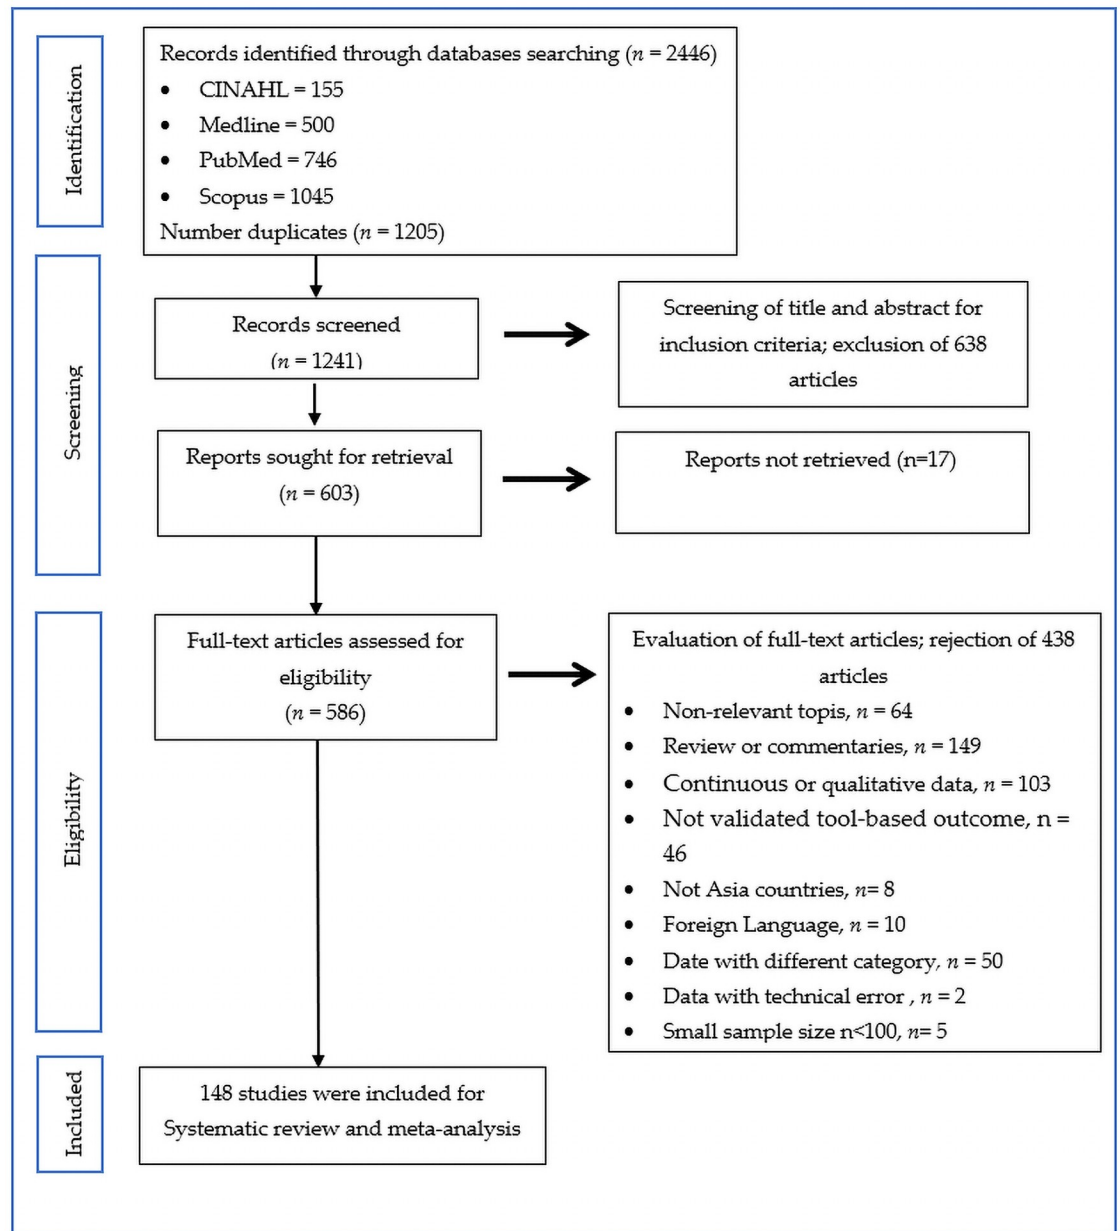 Identification
Records identified through databases searching (n = 2446)
• CINAHL = 155
• Medline = 500
• PubMed = 746
• Scopus = 1045
Number duplicates (n = 1205)
Screening
Records screened
(n = 1241)
Screening of title and abstract for
inclusion criteria; exclusion of 638
articles
Reports sought for retrieval
(n = 603)
Reports not retrieved (n=17)
Eligibility
Full-text articles assessed for
eligibility
(n = 586)
Evaluation of full-text articles; rejection of 438
articles
• Non-relevant topis, n = 64
• Review or commentaries, n = 149
• Continuous or qualitative data, n = 103
• Not validated tool-based outcome, n =
46
• Not Asia countries, n= 8
• Foreign Language, n = 10
• Date with different category, n = 50
• Data with technical error , n = 2
• Small sample size n<100, n= 5
Included
148 studies were included for
Systematic review and meta-analysis